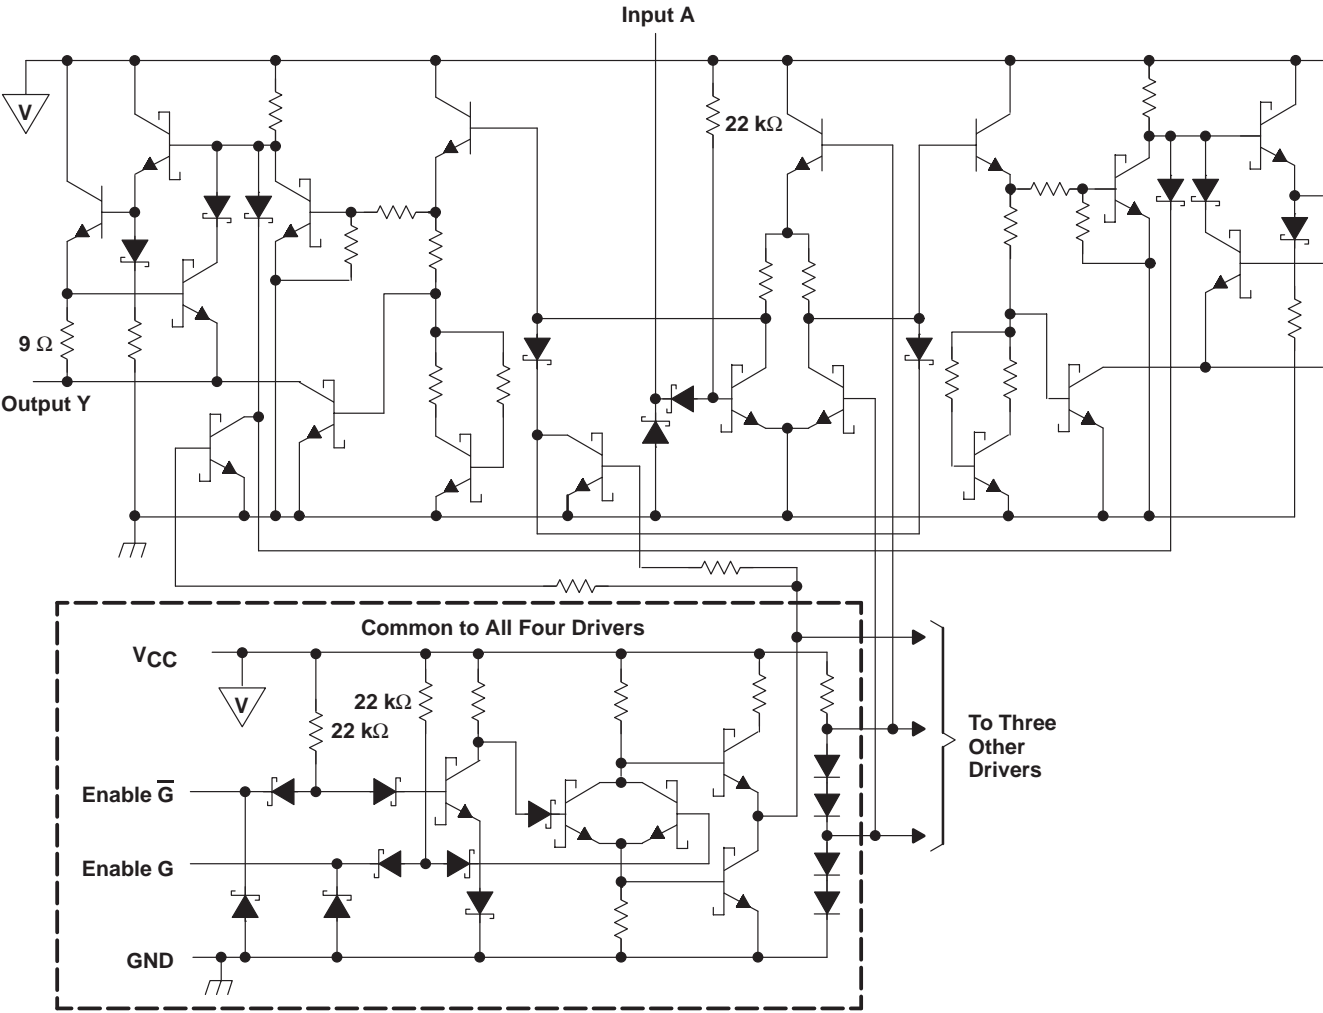 Input A
V
22 kΩ
9 Ω
Output Y
Common to All Four Drivers
VCC
V
22 kΩ
22 kΩ
To Three
Other
Drivers
Enable G̅
Enable G
GND